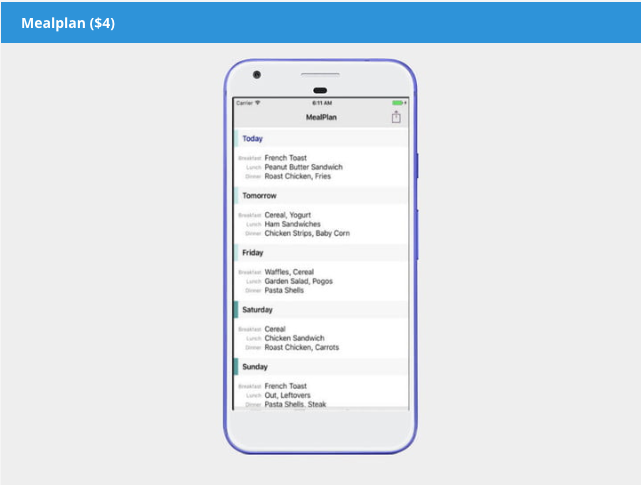 Mealplan ($4)
Carrier 6:11 AM
MealPlan
Today
Breakfast French Toast
Lunch Peanut Butter Sandwich
Dinner Roast Chicken, Fries
Tomorrow
Breakfast Cereal, Yogurt
Lunch Ham Sandwiches
Dinner Chicken Strips, Baby Corn
Friday
Breakfast Waffles, Cereal
Lunch Garden Salad, Pogos
Dinner Pasta Shells
Saturday
Breakfast Cereal
Lunch Chicken Sandwich
Dinner Roast Chicken, Carrots
Sunday
Breakfast French Toast
Lunch Out, Leftovers
Dinner Pasta Shells, Steak